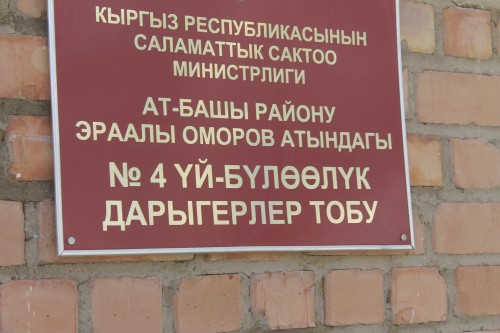 КЫРГЫЗ РЕСПУБЛИКАСЫНЫН
САЛАМАТТЫК САКТОО
МИНИСТРЛИГИ
АТ-БАШЫ РАЙОНУ
ЭРААЛЫ ОМОРОВ АТЫНДАГЫ
№ 4 ҮЙ-БҮЛӨӨЛҮК
ДАРЫГЕРЛЕР ТОБУ